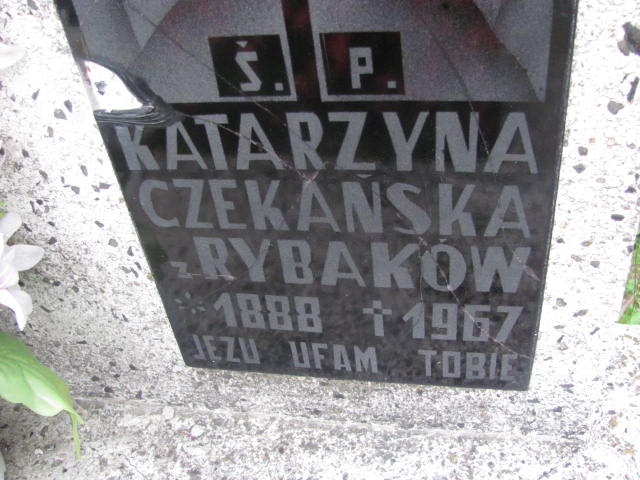 Ś. P.
KATARZYNA
CZEKAŃSKA
z RYBAKÓW
* 1888 † 1967
JEZU UFAM TOBIE